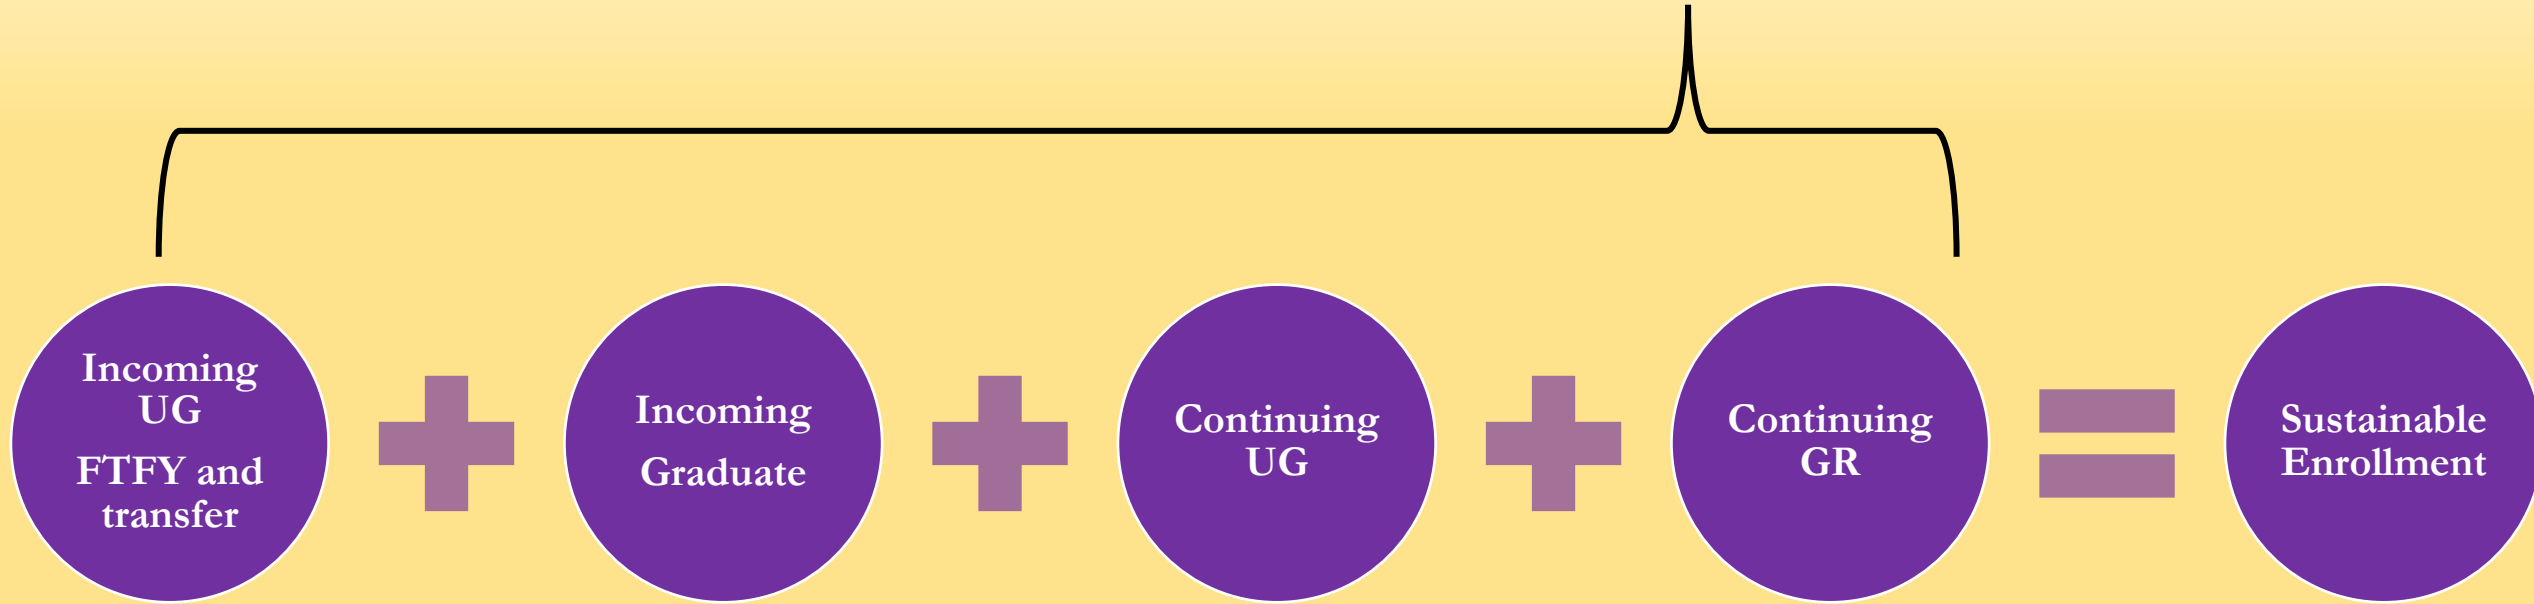 Incoming
UG
FTFY and
transfer
Incoming
Graduate
Continuing
UG
Continuing
GR
Sustainable
Enrollment